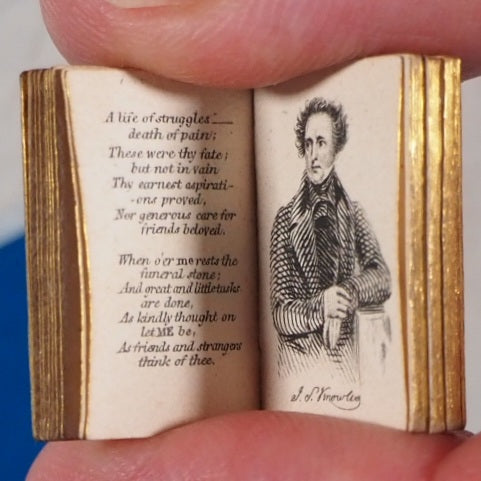 A life of struggles—
death of pain;
These were thy fate;
but not in vain
Thy earnest aspirati-
-ons proved,
Nor generous care for
friends beloved.
When o'er me rests the
funeral stone;
And great and little tasks
are done,
As kindly thought on
let ME be,
As friends and strangers
think of thee.
J. S. Knowles